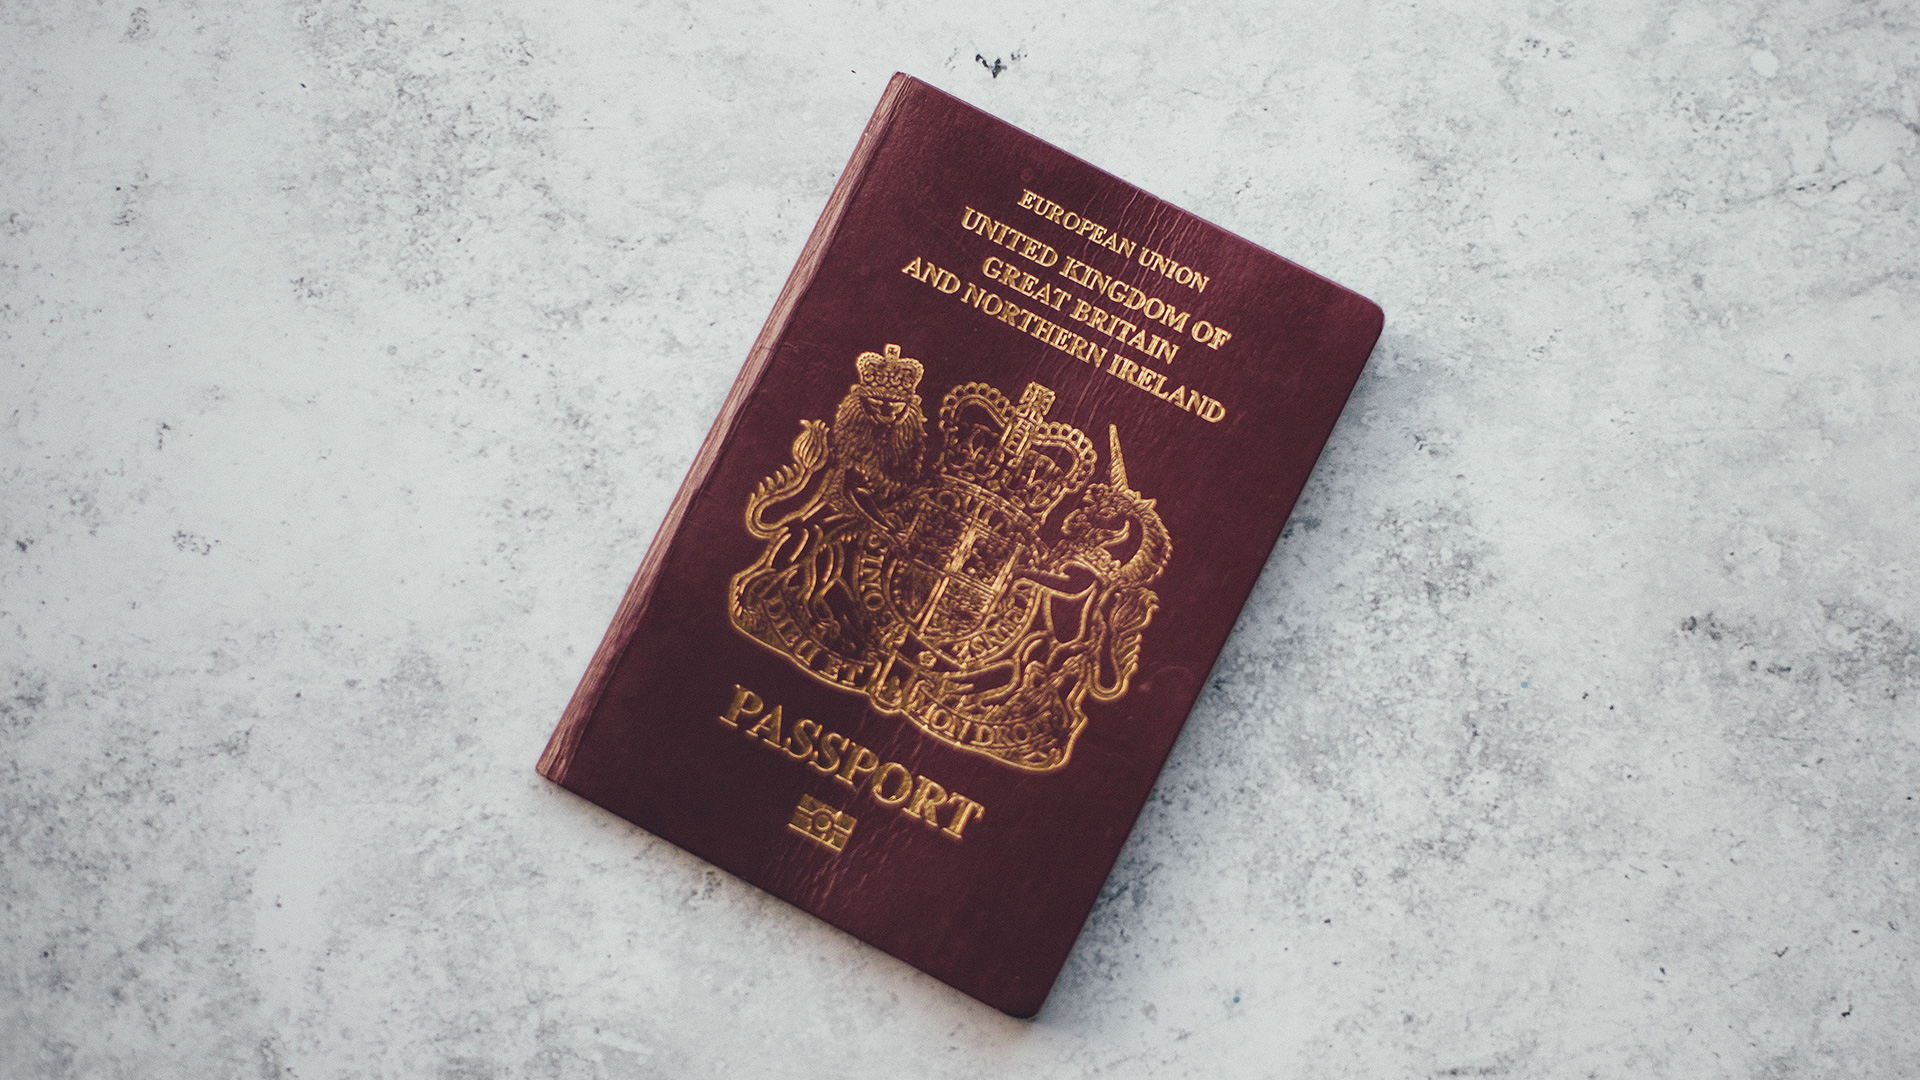 EUROPEAN UNION
UNITED KINGDOM OF
GREAT BRITAIN
AND NORTHERN IRELAND
DIEU ET MON DROIT
PASSPORT